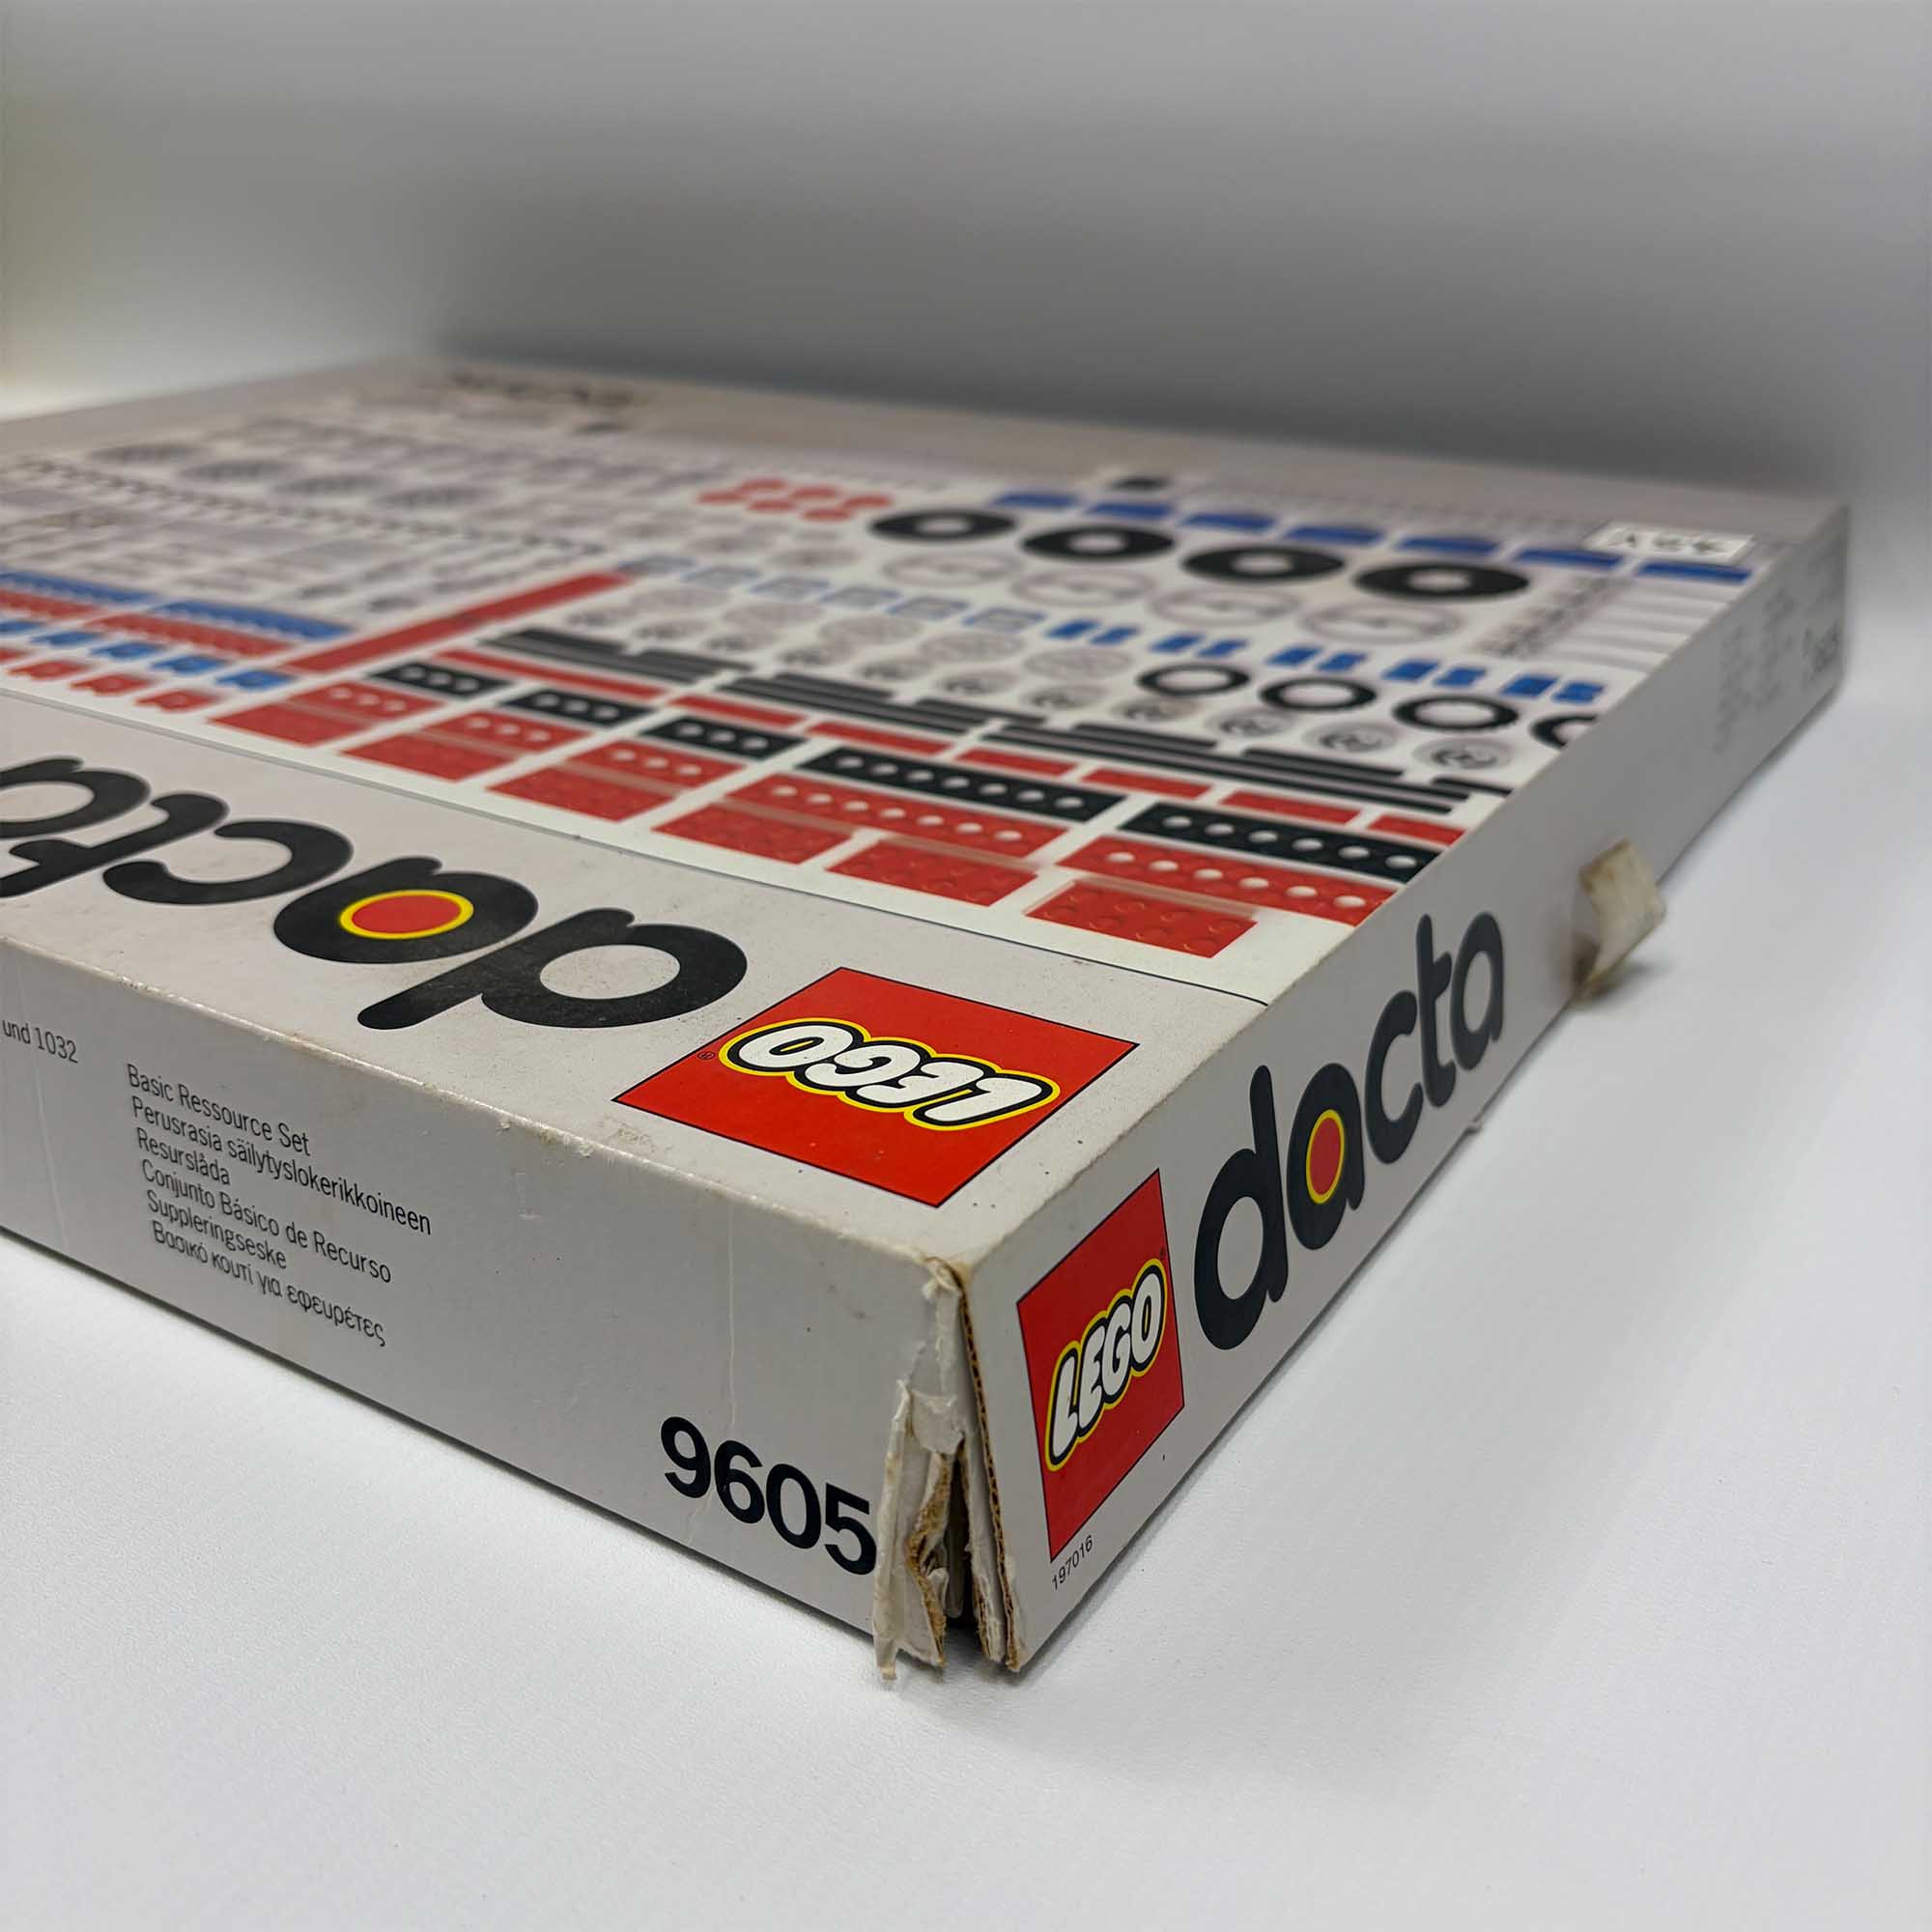 dacta
LEGO
®
und 1032
Basic Ressource Set
Perusrasia säilytyslokerikkoineen
Resurslåda
Conjunto Básico de Recurso
Suppleringseske
Βασικό κουτί για εφευρέτες
9605
LEGO
dacta
197016